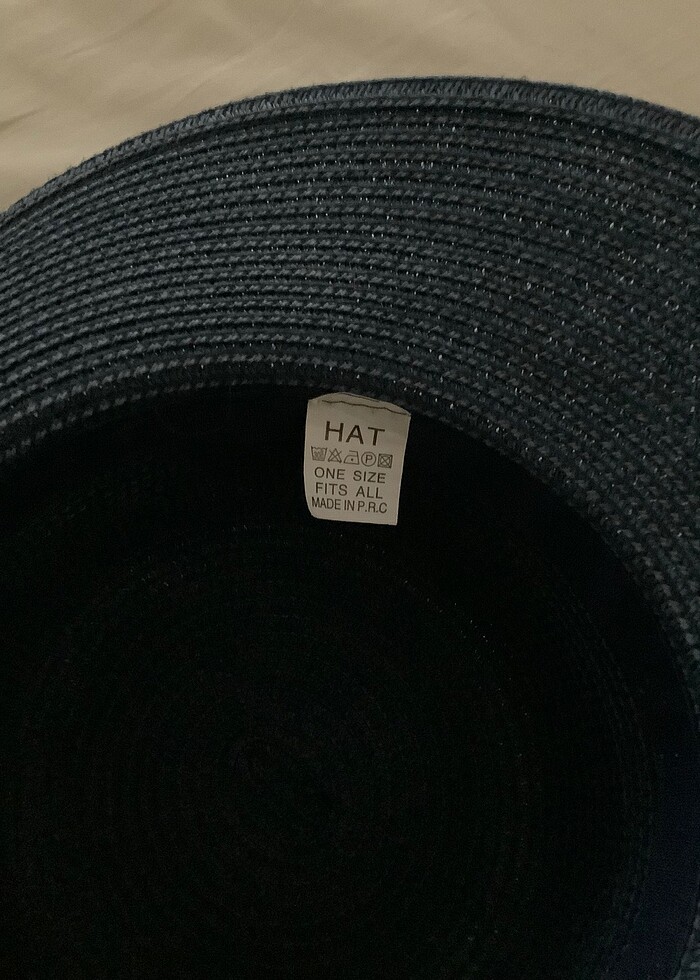 HAT
P
ONE SIZE
FITS ALL
MADE IN P.R.C